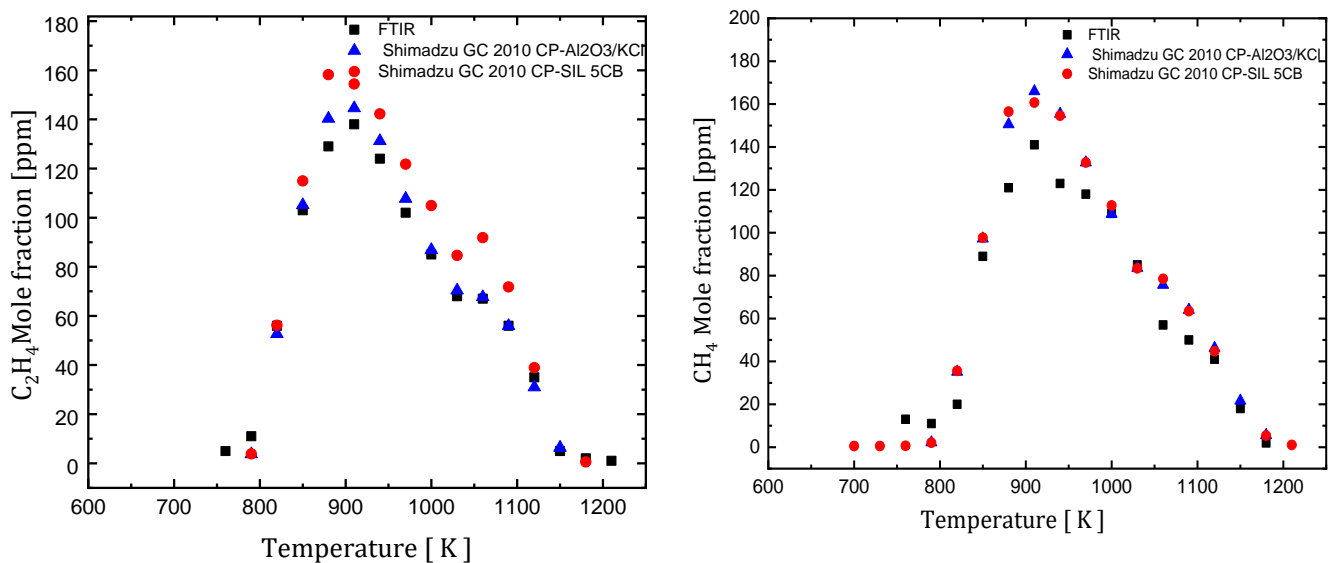 FTIR
Shimadzu GC 2010 CP-Al2O3/KCl
Shimadzu GC 2010 CP-SIL 5CB
180
160
140
120
100
80
60
40
20
0
C₂H₄Mole fraction [ppm]
600 700 800 900 1000 1100 1200
Temperature [ K ]
FTIR
Shimadzu GC 2010 CP-Al2O3/KCl
Shimadzu GC 2010 CP-SIL 5CB
200
180
160
140
120
100
80
60
40
20
0
CH₄ Mole fraction [ppm]
600 700 800 900 1000 1100 1200
Temperature [ K ]